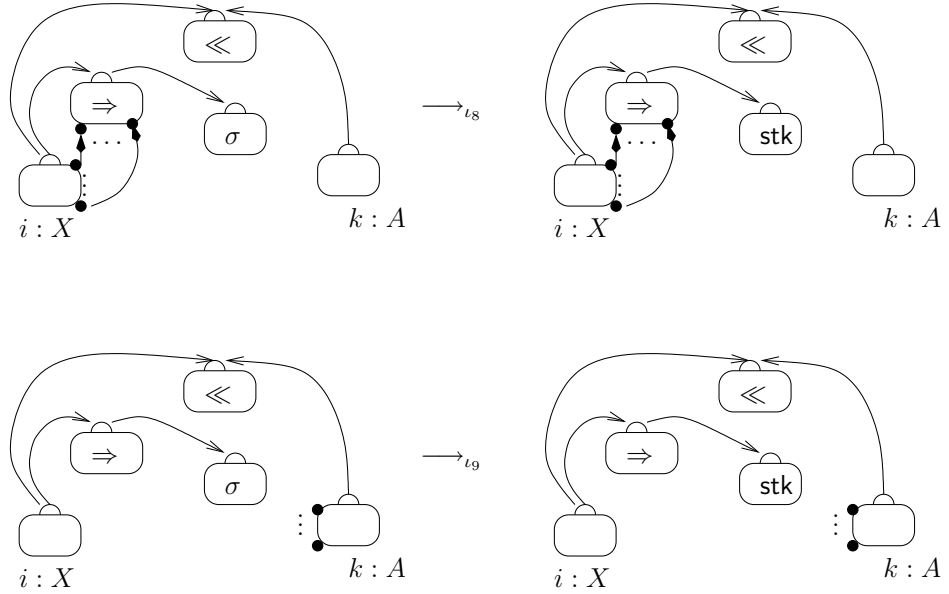 ≪ ≪
⇒ ⟶ι₈ ⇒
σ stk
. . . . . .
i : X k : A i : X k : A
≪ ≪
⇒ ⟶ι₉ ⇒
σ stk
i : X k : A i : X k : A